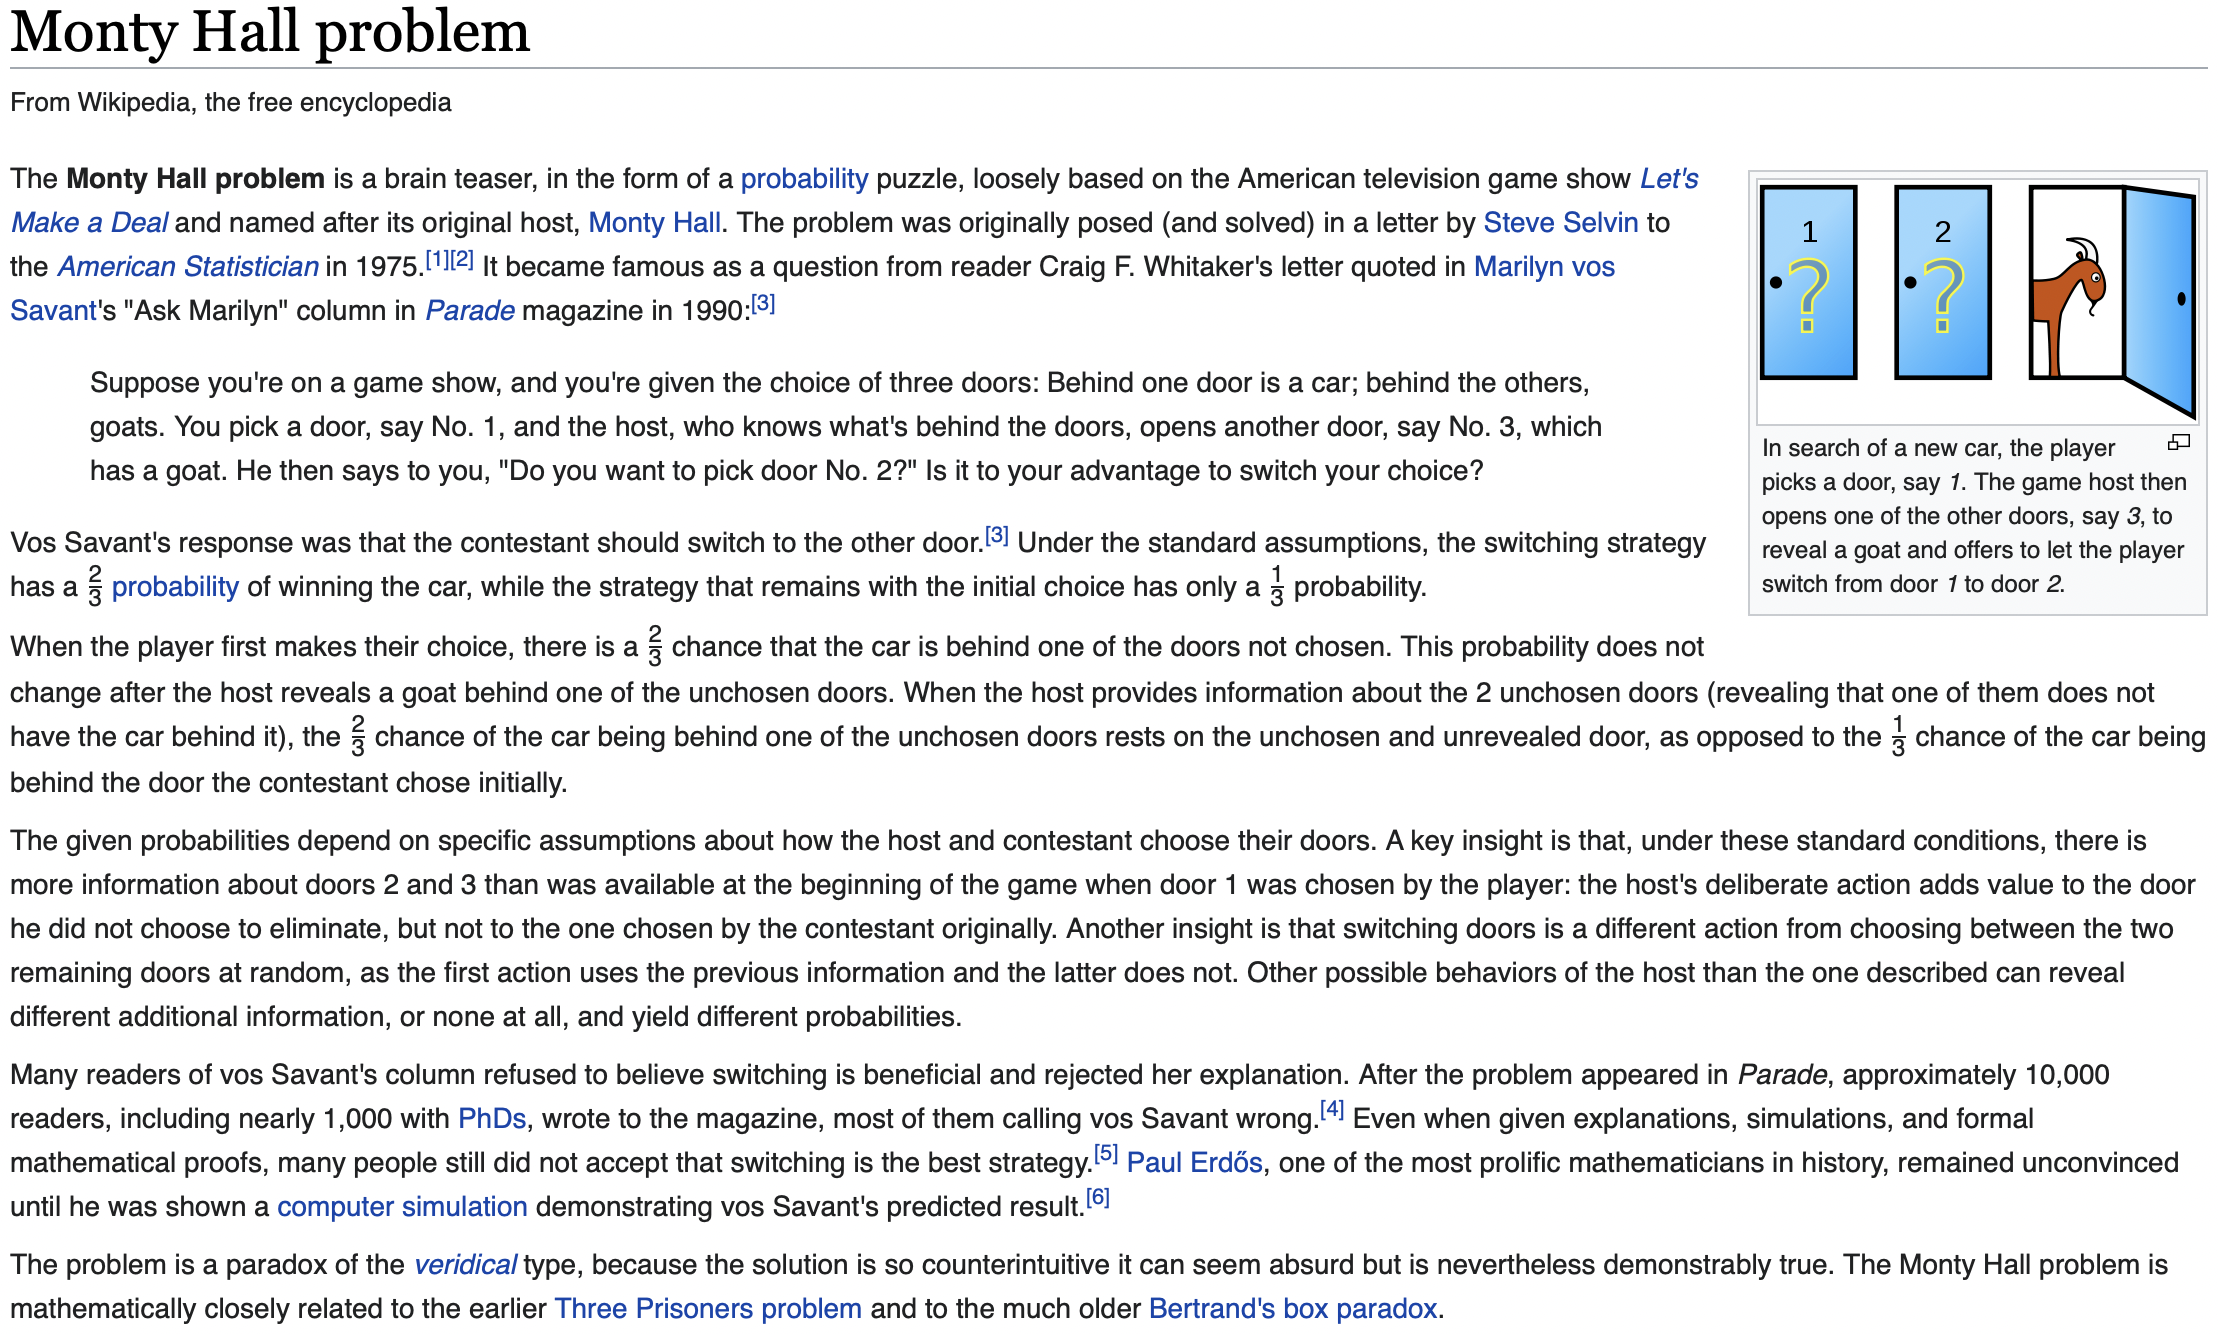 Monty Hall problem
From Wikipedia, the free encyclopedia
The Monty Hall problem is a brain teaser, in the form of a probability puzzle, loosely based on the American television game show Let's
Make a Deal and named after its original host, Monty Hall. The problem was originally posed (and solved) in a letter by Steve Selvin to
the American Statistician in 1975.[1][2] It became famous as a question from reader Craig F. Whitaker's letter quoted in Marilyn vos
Savant's "Ask Marilyn" column in Parade magazine in 1990:[3]
Suppose you're on a game show, and you're given the choice of three doors: Behind one door is a car; behind the others,
goats. You pick a door, say No. 1, and the host, who knows what's behind the doors, opens another door, say No. 3, which
has a goat. He then says to you, "Do you want to pick door No. 2?" Is it to your advantage to switch your choice?
1 2
? ?
In search of a new car, the player
picks a door, say 1. The game host then
opens one of the other doors, say 3, to
reveal a goat and offers to let the player
switch from door 1 to door 2.
Vos Savant's response was that the contestant should switch to the other door.[3] Under the standard assumptions, the switching strategy
has a 2/3 probability of winning the car, while the strategy that remains with the initial choice has only a 1/3 probability.
When the player first makes their choice, there is a 2/3 chance that the car is behind one of the doors not chosen. This probability does not
change after the host reveals a goat behind one of the unchosen doors. When the host provides information about the 2 unchosen doors (revealing that one of them does not
have the car behind it), the 2/3 chance of the car being behind one of the unchosen doors rests on the unchosen and unrevealed door, as opposed to the 1/3 chance of the car being
behind the door the contestant chose initially.
The given probabilities depend on specific assumptions about how the host and contestant choose their doors. A key insight is that, under these standard conditions, there is
more information about doors 2 and 3 than was available at the beginning of the game when door 1 was chosen by the player: the host's deliberate action adds value to the door
he did not choose to eliminate, but not to the one chosen by the contestant originally. Another insight is that switching doors is a different action from choosing between the two
remaining doors at random, as the first action uses the previous information and the latter does not. Other possible behaviors of the host than the one described can reveal
different additional information, or none at all, and yield different probabilities.
Many readers of vos Savant's column refused to believe switching is beneficial and rejected her explanation. After the problem appeared in Parade, approximately 10,000
readers, including nearly 1,000 with PhDs, wrote to the magazine, most of them calling vos Savant wrong.[4] Even when given explanations, simulations, and formal
mathematical proofs, many people still did not accept that switching is the best strategy.[5] Paul Erdős, one of the most prolific mathematicians in history, remained unconvinced
until he was shown a computer simulation demonstrating vos Savant's predicted result.[6]
The problem is a paradox of the veridical type, because the solution is so counterintuitive it can seem absurd but is nevertheless demonstrably true. The Monty Hall problem is
mathematically closely related to the earlier Three Prisoners problem and to the much older Bertrand's box paradox.